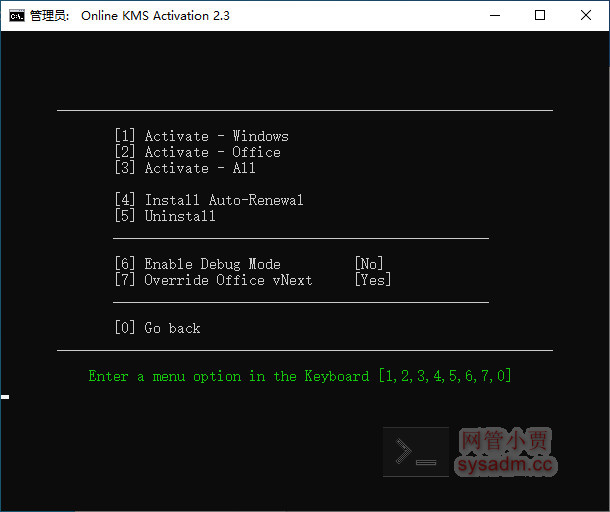 管理员: Online KMS Activation 2.3
[1] Activate - Windows
[2] Activate - Office
[3] Activate - All
[4] Install Auto-Renewal
[5] Uninstall
[6] Enable Debug Mode [No]
[7] Override Office vNext [Yes]
[0] Go back
Enter a menu option in the Keyboard [1,2,3,4,5,6,7,0]
网管小贾
sysadm.cc